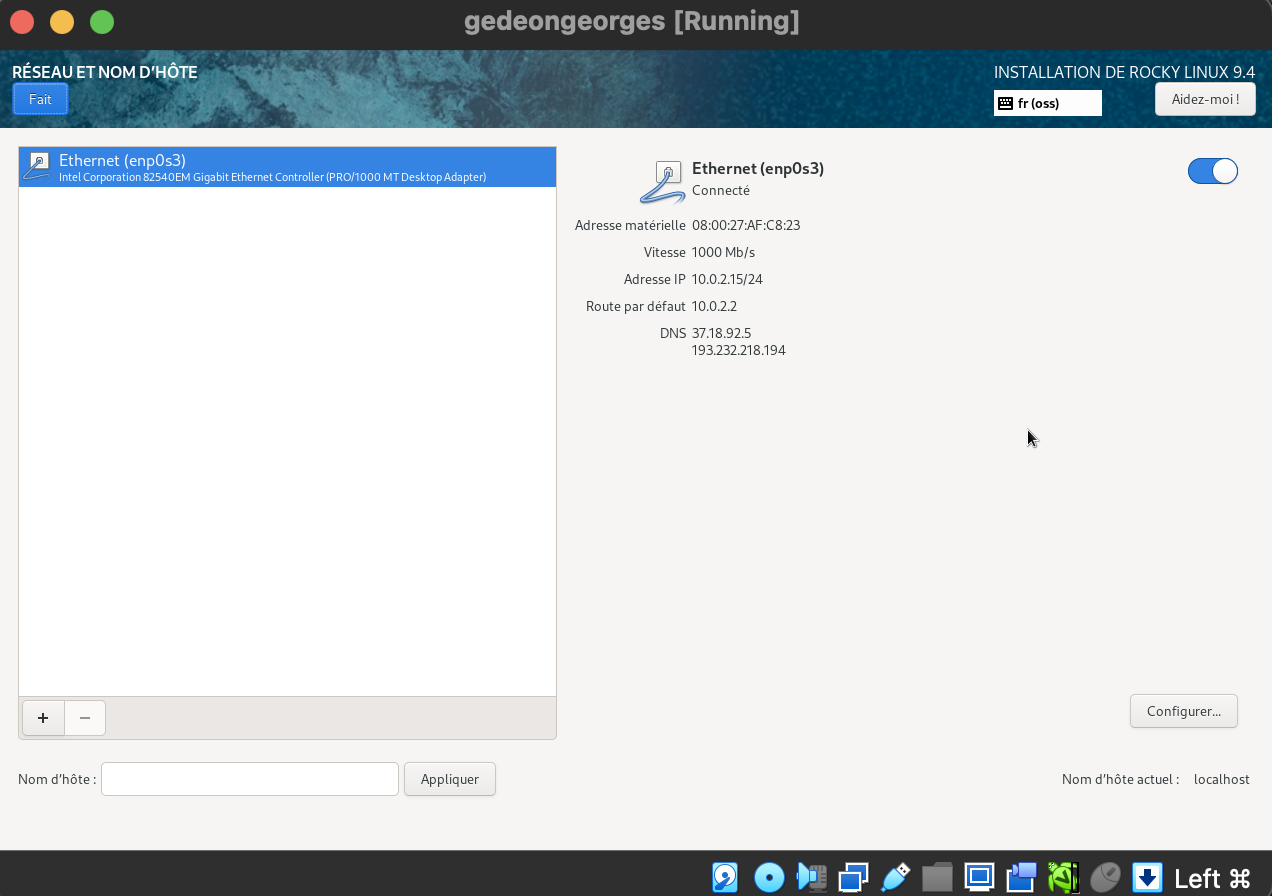 gedeongeorges [Running]
RÉSEAU ET NOM D'HÔTE
INSTALLATION DE ROCKY LINUX 9.4
Fait
fr (oss)
Aidez-moi !
Ethernet (enp0s3)
Intel Corporation 82540EM Gigabit Ethernet Controller (PRO/1000 MT Desktop Adapter)
Ethernet (enp0s3)
Connecté
Adresse matérielle 08:00:27:AF:C8:23
Vitesse 1000 Mb/s
Adresse IP 10.0.2.15/24
Route par défaut 10.0.2.2
DNS 37.18.92.5
193.232.218.194
+ −
Configurer...
Nom d'hôte :
Appliquer
Nom d'hôte actuel : localhost
Left ⌘